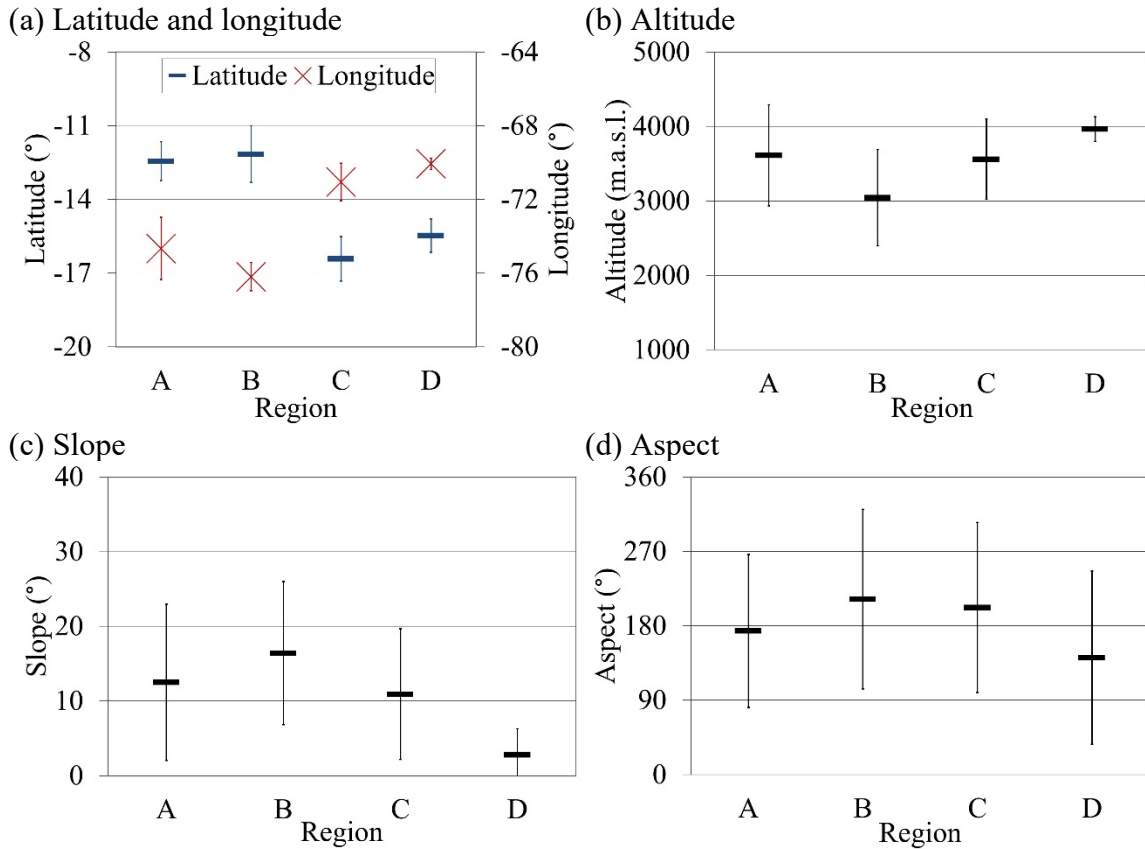 (a) Latitude and longitude
-8
-11
-14
-17
-20
Latitude (°)
Latitude Longitude
-64
-68
-72
-76
-80
Longitude (°)
A B C D
Region
(b) Altitude
5000
4000
3000
2000
1000
Altitude (m.a.s.l.)
A B C D
Region
(c) Slope
40
30
20
10
0
Slope (°)
A B C D
Region
(d) Aspect
360
270
180
90
0
Aspect (°)
A B C D
Region